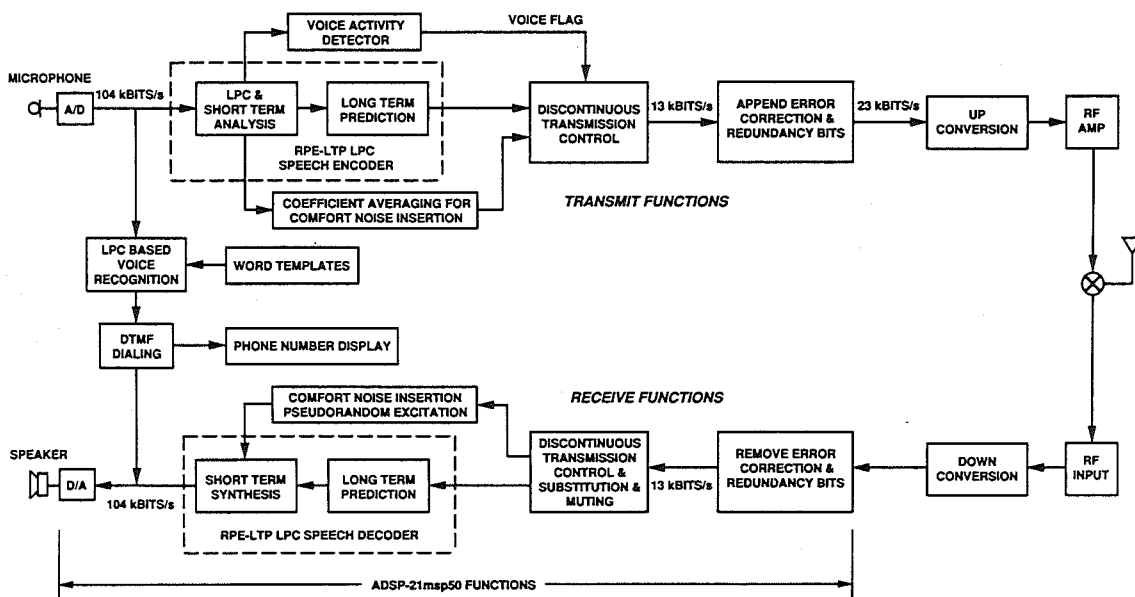 VOICE ACTIVITY
DETECTOR
VOICE FLAG
MICROPHONE
A/D
104 kBITS/s
LPC &
SHORT TERM
ANALYSIS
LONG TERM
PREDICTION
RPE-LTP LPC
SPEECH ENCODER
DISCONTINUOUS
TRANSMISSION
CONTROL
13 kBITS/s
APPEND ERROR
CORRECTION &
REDUNDANCY BITS
23 kBITS/s
UP
CONVERSION
RF
AMP
COEFFICIENT AVERAGING FOR
COMFORT NOISE INSERTION
TRANSMIT FUNCTIONS
LPC BASED
VOICE
RECOGNITION
WORD TEMPLATES
DTMF
DIALING
PHONE NUMBER DISPLAY
COMFORT NOISE INSERTION
PSEUDORANDOM EXCITATION
RECEIVE FUNCTIONS
SPEAKER
D/A
104 kBITS/s
SHORT TERM
SYNTHESIS
LONG TERM
PREDICTION
RPE-LTP LPC SPEECH DECODER
DISCONTINUOUS
TRANSMISSION
CONTROL &
SUBSTITUTION &
MUTING
13 kBITS/s
REMOVE ERROR
CORRECTION &
REDUNDANCY BITS
DOWN
CONVERSION
RF
INPUT
ADSP-21msp50 FUNCTIONS